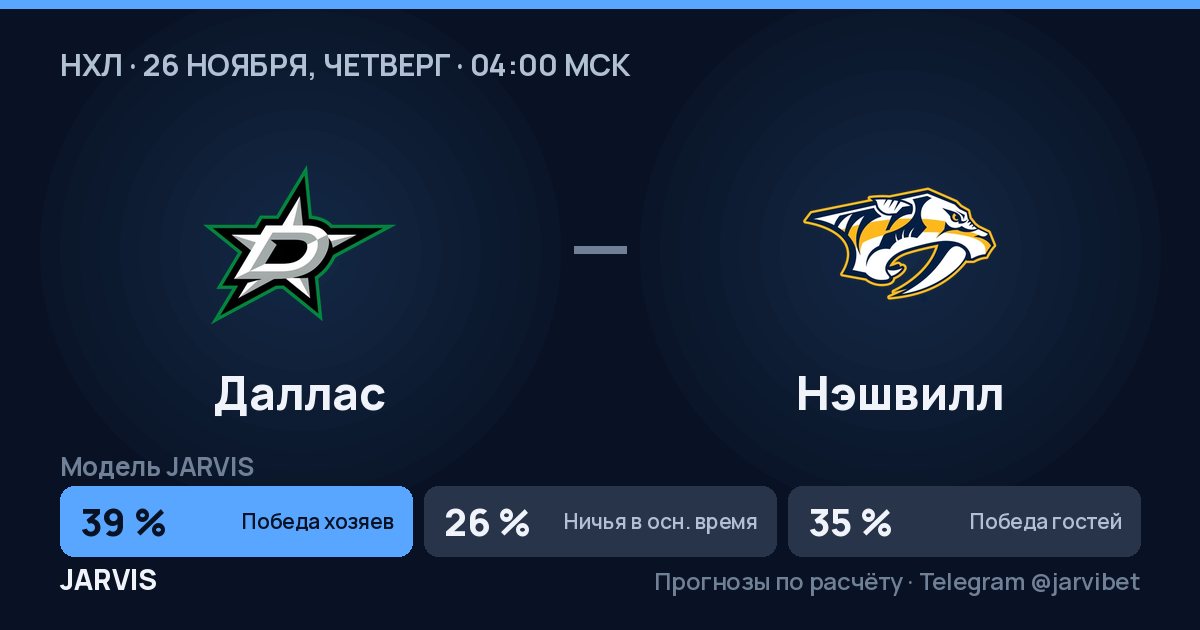 НХЛ · 26 НОЯБРЯ, ЧЕТВЕРГ · 04:00 МСК
D
—
Даллас
Нэшвилл
Модель JARVIS
39 % Победа хозяев
26 % Ничья в осн. время
35 % Победа гостей
JARVIS
Прогнозы по расчёту · Telegram @jarvibet